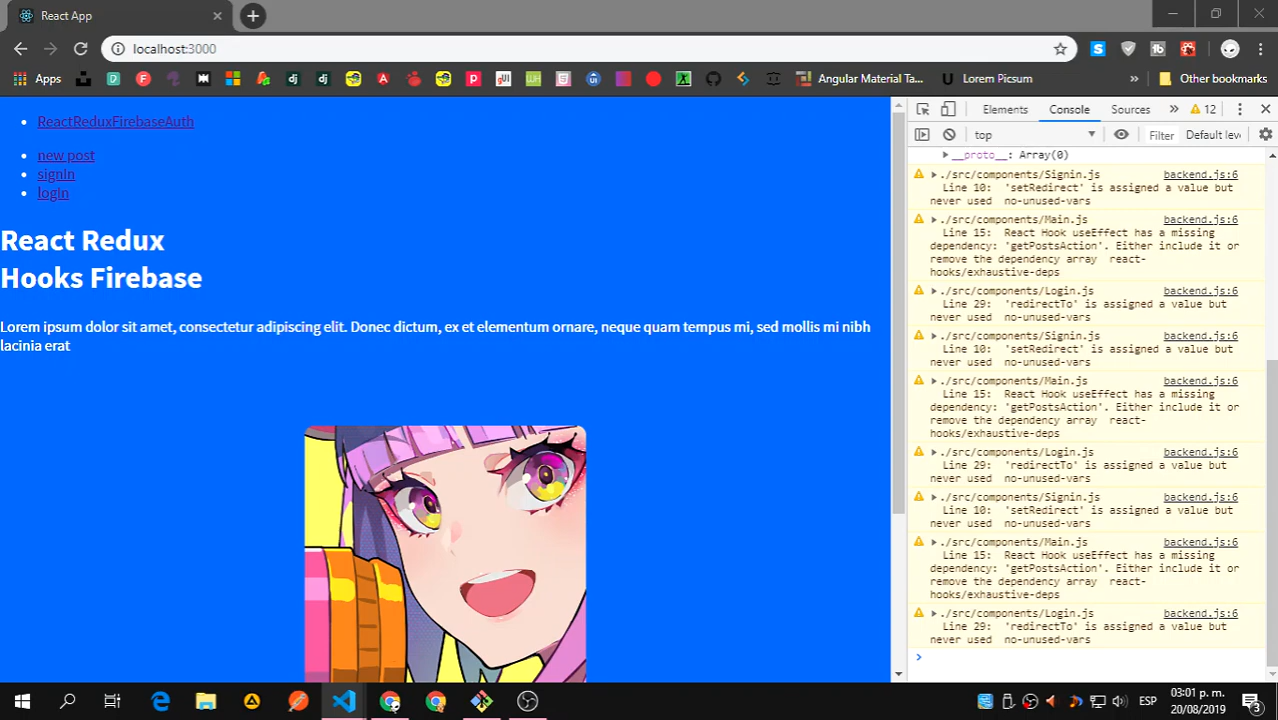 React App
localhost:3000
Apps
Angular Material Ta...
Lorem Picsum
Other bookmarks
ReactReduxFirebaseAuth
new post
signIn
logIn
React Redux
Hooks Firebase
Lorem ipsum dolor sit amet, consectetur adipiscing elit. Donec dictum, ex et elementum ornare, neque quam tempus mi, sed mollis mi nibh
lacinia erat
Elements Console Sources » 12
top Filter Default leve
__proto__: Array(0)
./src/components/Signin.js backend.js:6
Line 10: 'setRedirect' is assigned a value but
never used no-unused-vars
./src/components/Main.js backend.js:6
Line 15: React Hook useEffect has a missing
dependency: 'getPostsAction'. Either include it or
remove the dependency array react-
hooks/exhaustive-deps
./src/components/Login.js backend.js:6
Line 29: 'redirectTo' is assigned a value but
never used no-unused-vars
./src/components/Signin.js backend.js:6
Line 10: 'setRedirect' is assigned a value but
never used no-unused-vars
./src/components/Main.js backend.js:6
Line 15: React Hook useEffect has a missing
dependency: 'getPostsAction'. Either include it or
remove the dependency array react-
hooks/exhaustive-deps
./src/components/Login.js backend.js:6
Line 29: 'redirectTo' is assigned a value but
never used no-unused-vars
./src/components/Signin.js backend.js:6
Line 10: 'setRedirect' is assigned a value but
never used no-unused-vars
./src/components/Main.js backend.js:6
Line 15: React Hook useEffect has a missing
dependency: 'getPostsAction'. Either include it or
remove the dependency array react-
hooks/exhaustive-deps
./src/components/Login.js backend.js:6
Line 29: 'redirectTo' is assigned a value but
never used no-unused-vars
ESP
03:01 p. m.
20/08/2019
3